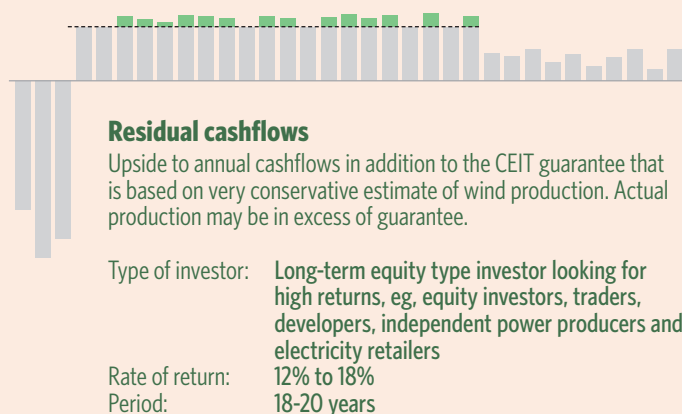 Residual cashflows
Upside to annual cashflows in addition to the CEIT guarantee that
is based on very conservative estimate of wind production. Actual
production may be in excess of guarantee.
Type of investor: Long-term equity type investor looking for
high returns, eg, equity investors, traders,
developers, independent power producers and
electricity retailers
Rate of return: 12% to 18%
Period: 18-20 years